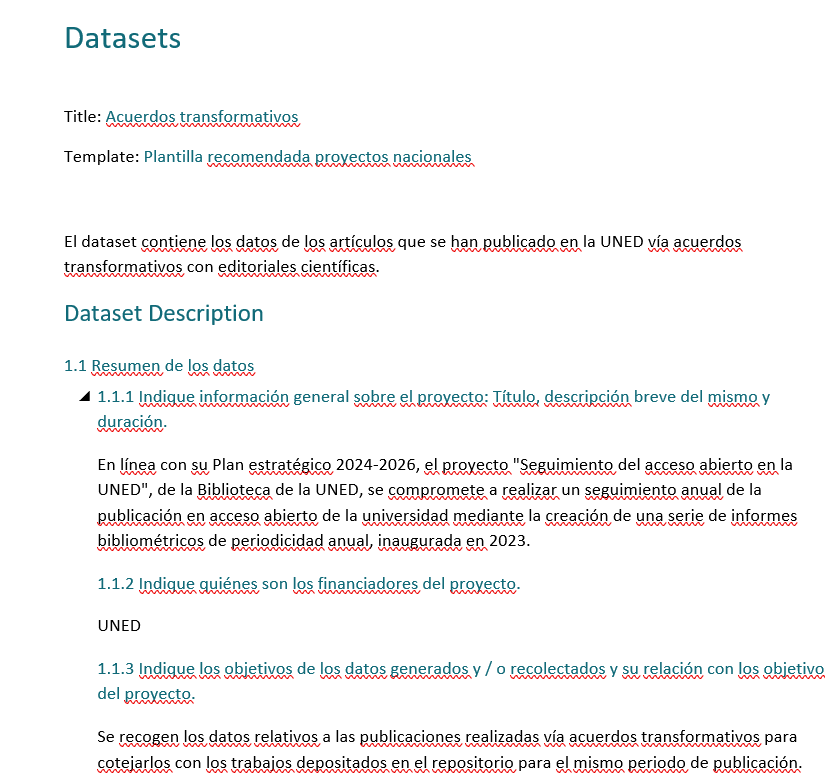 Datasets
Title: Acuerdos transformativos
Template: Plantilla recomendada proyectos nacionales
El dataset contiene los datos de los artículos que se han publicado en la UNED vía acuerdos
transformativos con editoriales científicas.
Dataset Description
1.1 Resumen de los datos
1.1.1 Indique información general sobre el proyecto: Título, descripción breve del mismo y
duración.
En línea con su Plan estratégico 2024-2026, el proyecto "Seguimiento del acceso abierto en la
UNED", de la Biblioteca de la UNED, se compromete a realizar un seguimiento anual de la
publicación en acceso abierto de la universidad mediante la creación de una serie de informes
bibliométricos de periodicidad anual, inaugurada en 2023.
1.1.2 Indique quiénes son los financiadores del proyecto.
UNED
1.1.3 Indique los objetivos de los datos generados y / o recolectados y su relación con los objetivo
del proyecto.
Se recogen los datos relativos a las publicaciones realizadas vía acuerdos transformativos para
cotejarlos con los trabajos depositados en el repositorio para el mismo periodo de publicación.